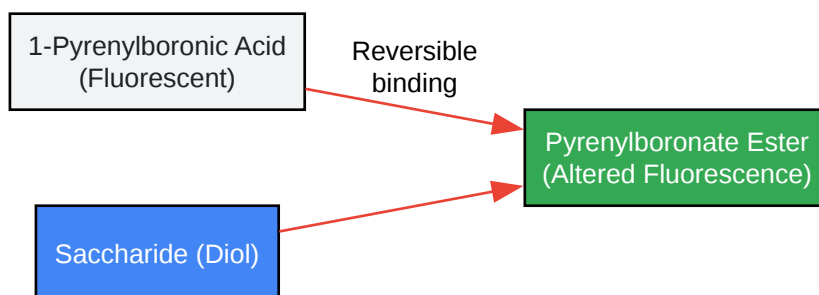 1-Pyrenylboronic Acid
(Fluorescent)
Reversible
binding
Pyrenylboronate Ester
(Altered Fluorescence)
Saccharide (Diol)